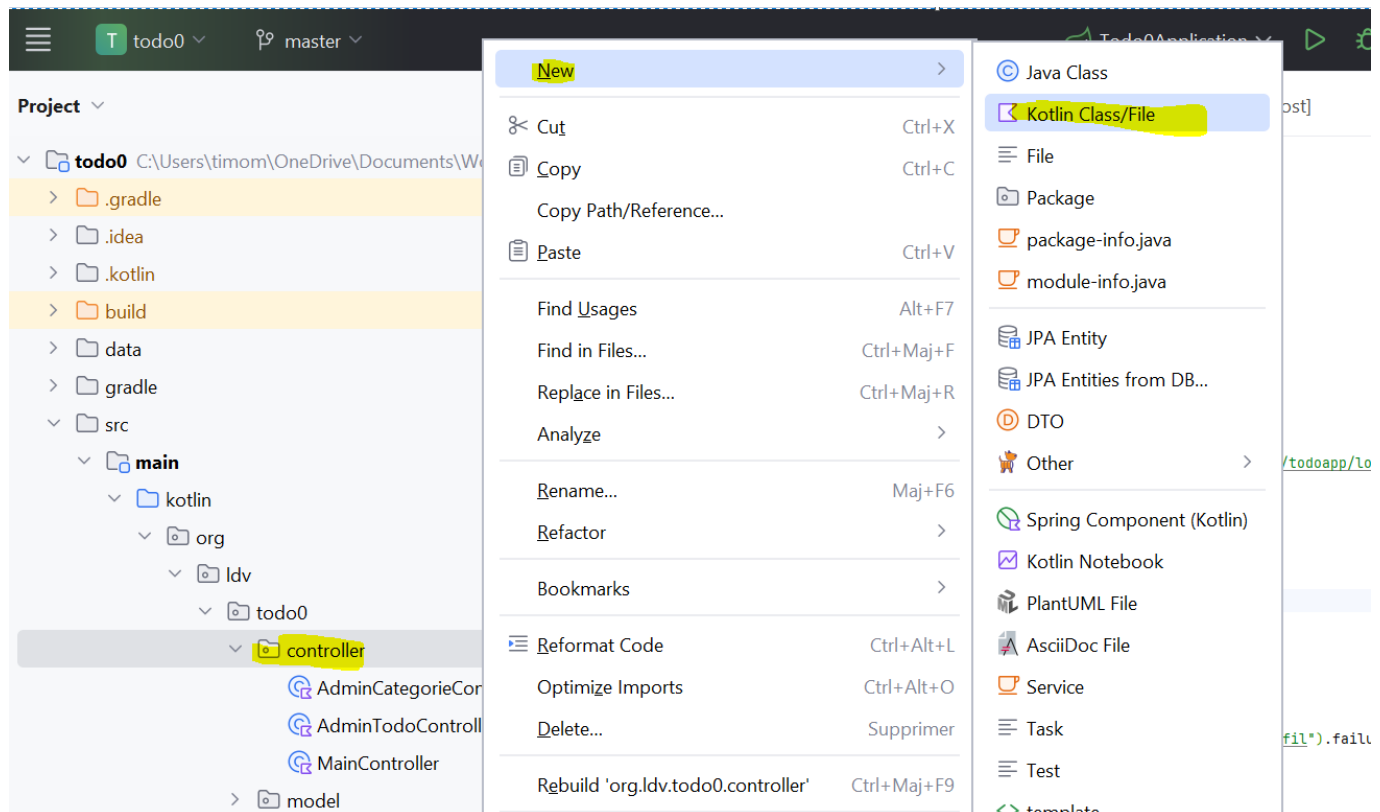 T todo0 master Todo0Application
Project
todo0 C:\Users\timom\OneDrive\Documents\W
.gradle
.idea
.kotlin
build
data
gradle
src
main
kotlin
org
ldv
todo0
controller
AdminCategorieCon
AdminTodoControll
MainController
model
New
Cut Ctrl+X
Copy Ctrl+C
Copy Path/Reference...
Paste Ctrl+V
Find Usages Alt+F7
Find in Files... Ctrl+Maj+F
Replace in Files... Ctrl+Maj+R
Analyze
Rename... Maj+F6
Refactor
Bookmarks
Reformat Code Ctrl+Alt+L
Optimize Imports Ctrl+Alt+O
Delete... Supprimer
Rebuild 'org.ldv.todo0.controller' Ctrl+Maj+F9
Java Class
Kotlin Class/File
File
Package
package-info.java
module-info.java
JPA Entity
JPA Entities from DB...
DTO
Other
Spring Component (Kotlin)
Kotlin Notebook
PlantUML File
AsciiDoc File
Service
Task
Test
template
ost]
/todoapp/lo
fil").failu